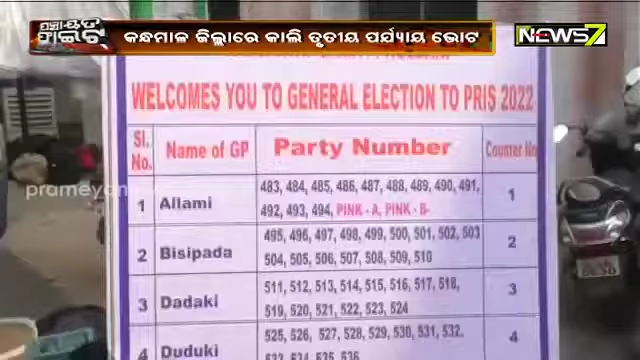 ପଞ୍ଚାୟତ
ଫାଇଟ୍
କନ୍ଧମାଳ ଜିଲ୍ଲାରେ କାଲି ତୃତୀୟ ପର୍ଯ୍ୟାୟ ଭୋଟ
NEWS7
WELCOMES YOU TO GENERAL ELECTION TO PRIS 2022
Sl. No. Name of GP Party Number Counter No
1 Allami 483, 484, 485, 486, 487, 488, 489, 490, 491,
492, 493, 494, PINK - A, PINK - B- 1
2 Bisipada 495, 496, 497, 498, 499, 500, 501, 502, 503
504, 505, 506, 507, 508, 509, 510 2
3 Dadaki 511, 512, 513, 514, 515, 516, 517, 518,
519, 520, 521, 522, 523, 524 3
4 Duduki 525, 526, 527, 528, 529, 530, 531, 532,
534, 535, 536 4
prameya